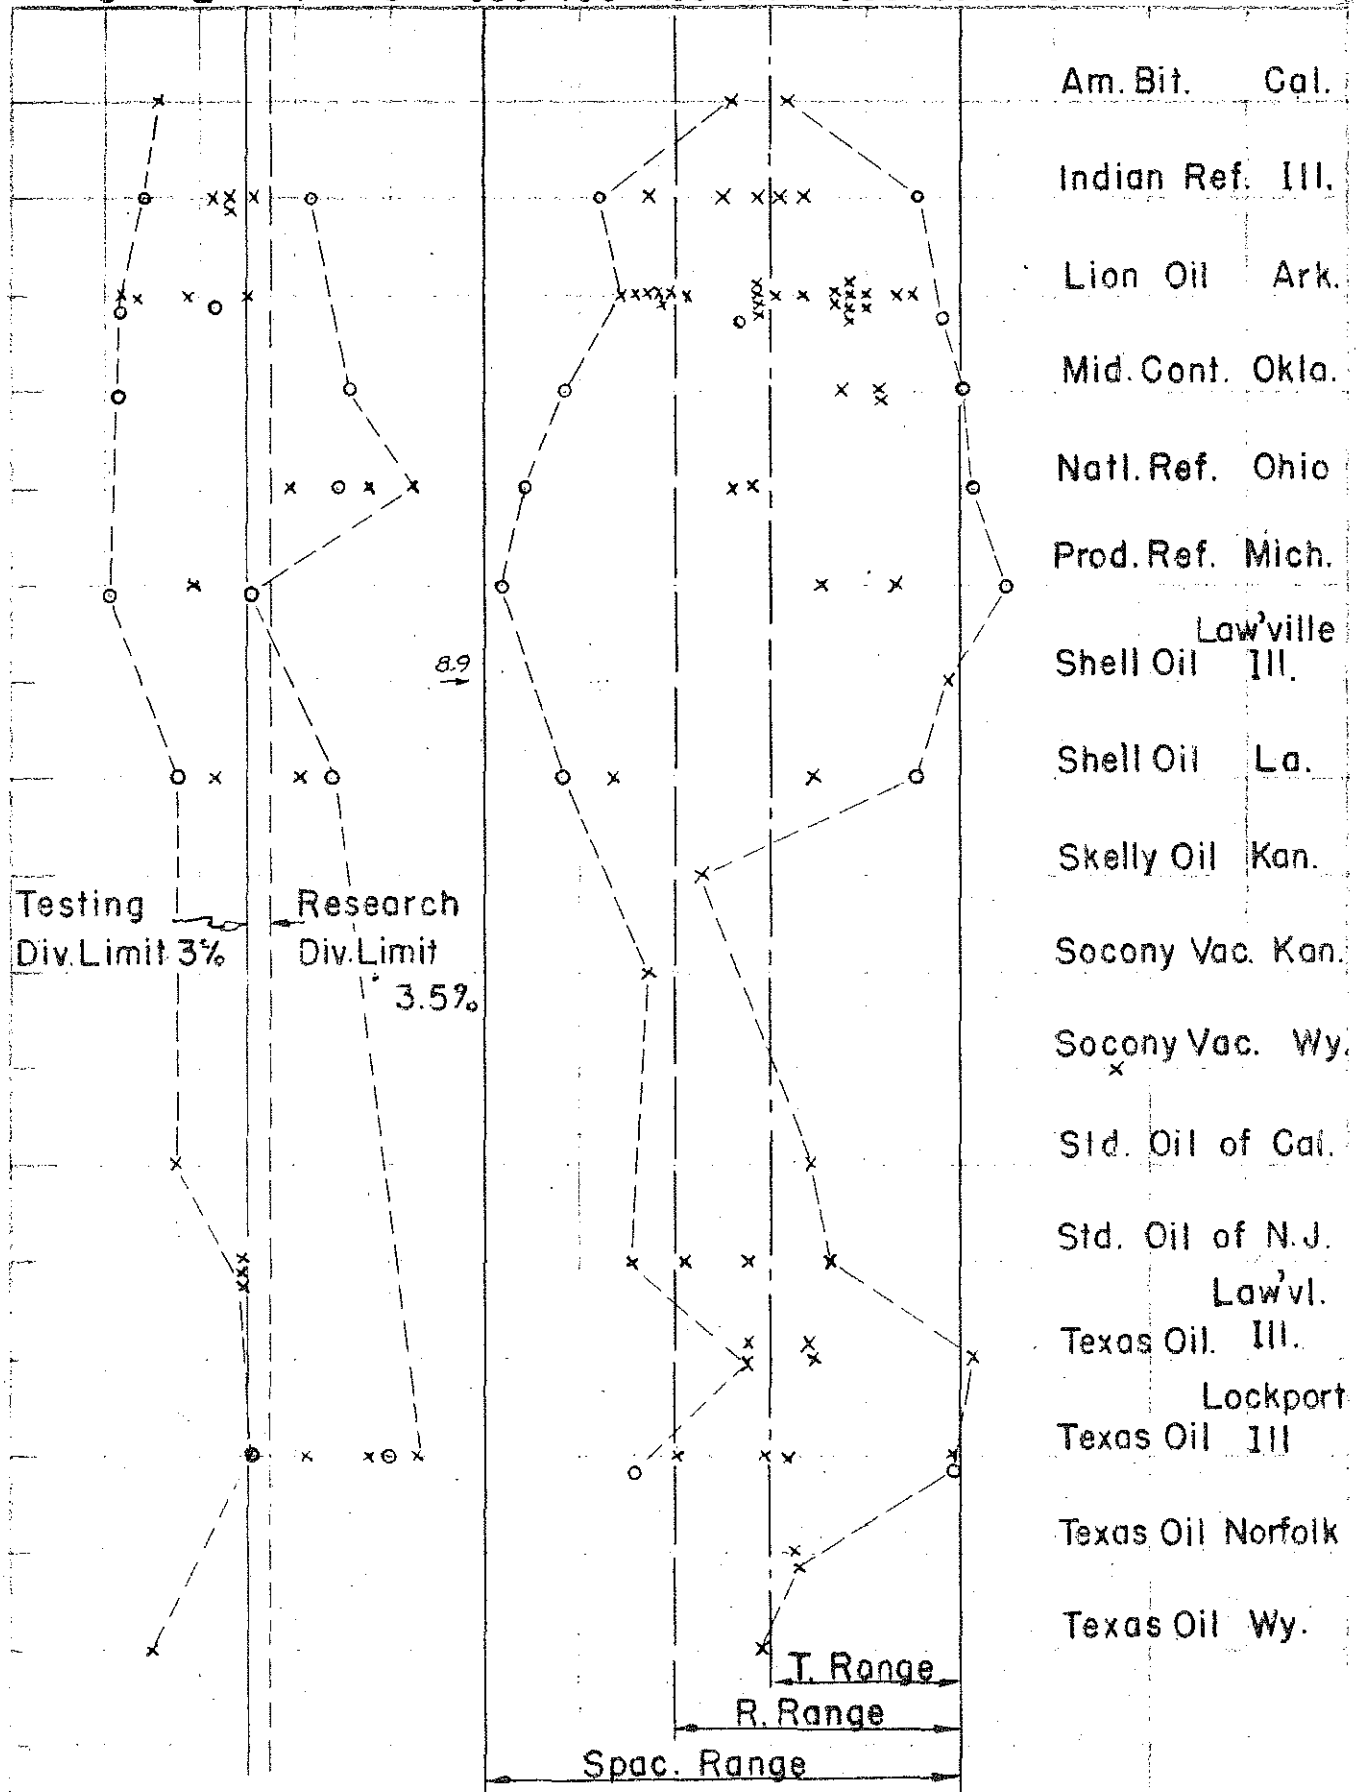 Am. Bit. Cal.
Indian Ref. Ill.
Lion Oil Ark.
Mid. Cont. Okla.
Natl. Ref. Ohio
Prod. Ref. Mich.
Law'ville
8.9
Shell Oil Ill.
Shell Oil La.
Skelly Oil Kan.
Testing Research
Div. Limit 3% Div. Limit
3.5%
Socony Vac. Kan.
Socony Vac. Wy.
Std. Oil of Cal.
Std. Oil of N.J.
Law'vl.
Texas Oil. Ill.
Lockport
Texas Oil Ill
Texas Oil Norfolk
Texas Oil Wy.
T. Range
R. Range
Spac. Range